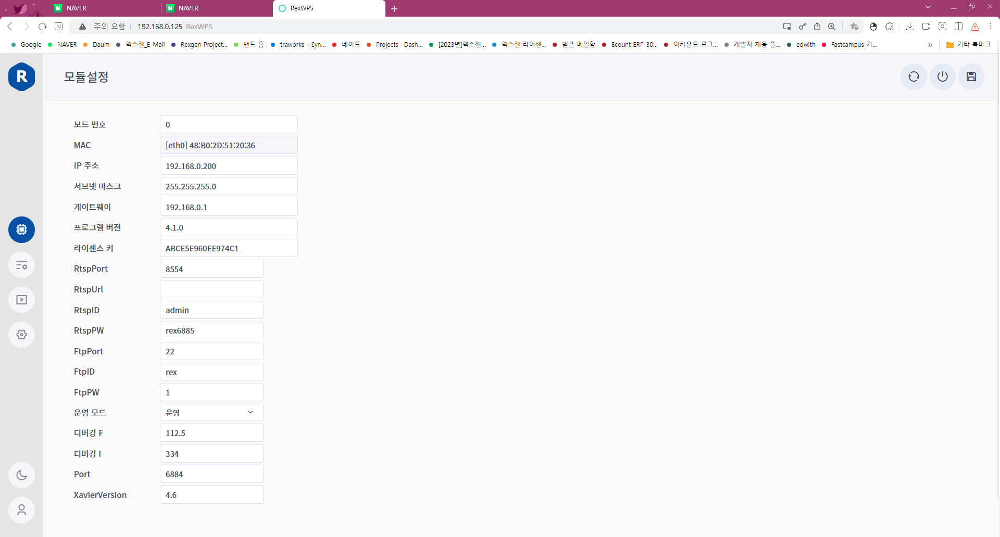 NAVER
NAVER
RexWPS
주의 요함
192.168.0.125 RexWPS
Google
NAVER
Daum
렉스젠_E-Mail
Rexgen Project...
밴드 홈
traworks - Syn...
네이트
Projects · Dash...
[2023년]렉스젠...
렉스젠 라이센...
받은 메일함
Ecount ERP-30...
이카운트 로그...
개발자 채용 플...
edwith
Fastcampus 기...
»
기타 북마크
R
모듈설정
보드 번호 0
MAC [eth0] 48:B0:2D:51:20:36
IP 주소 192.168.0.200
서브넷 마스크 255.255.255.0
게이트웨이 192.168.0.1
프로그램 버전 4.1.0
라이센스 키 ABCE5E960EE974C1
RtspPort 8554
RtspUrl
RtspID admin
RtspPW rex6885
FtpPort 22
FtpID rex
FtpPW 1
운영 모드 운영
디버깅 F 112.5
디버깅 I 334
Port 6884
XavierVersion 4.6